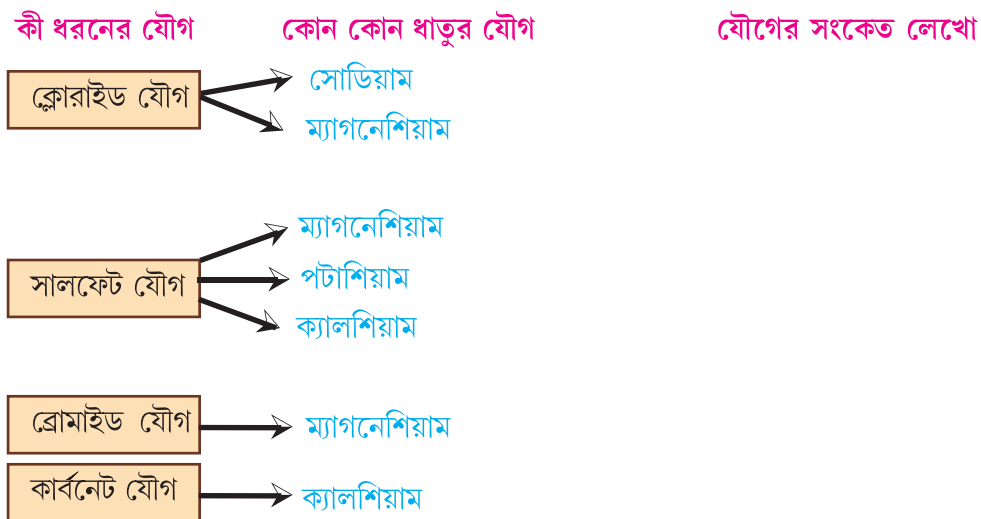 কী ধরনের যৌগ কোন কোন ধাতুর যৌগ যৌগের সংকেত লেখো
ক্লোরাইড যৌগ সোডিয়াম
ম্যাগনেশিয়াম
ম্যাগনেশিয়াম
সালফেট যৌগ পটাশিয়াম
ক্যালশিয়াম
ব্রোমাইড যৌগ ম্যাগনেশিয়াম
কার্বনেট যৌগ ক্যালশিয়াম